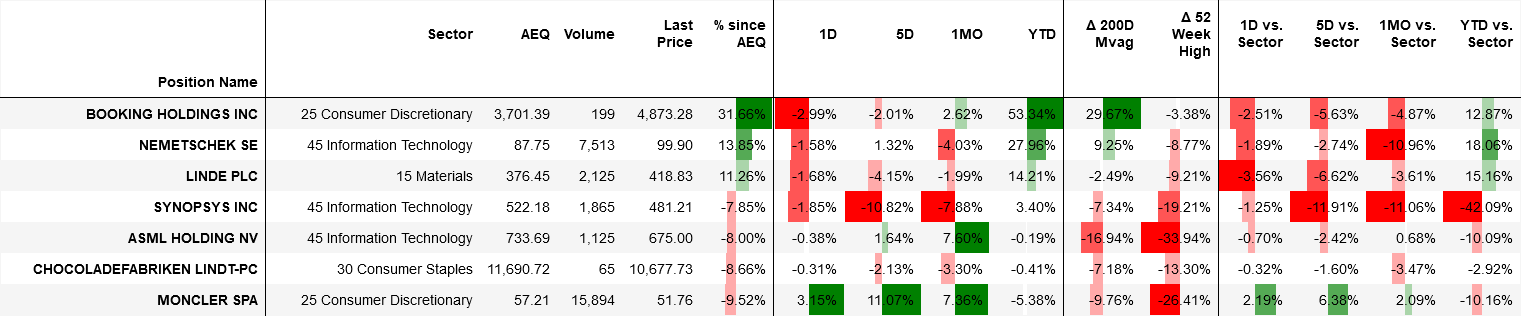 Position Name Sector AEQ Volume Last Price % since AEQ 1D 5D 1MO YTD Δ 200D Mvag Δ 52 Week High 1D vs. Sector 5D vs. Sector 1MO vs. Sector YTD vs. Sector
BOOKING HOLDINGS INC 25 Consumer Discretionary 3,701.39 199 4,873.28 31.66% -2.99% -2.01% 2.62% 53.34% 29.67% -3.38% -2.51% -5.63% -4.87% 12.87%
NEMETSCHEK SE 45 Information Technology 87.75 7,513 99.90 13.85% -1.58% 1.32% -4.03% 27.96% 9.25% -8.77% -1.89% -2.74% -10.96% 18.06%
LINDE PLC 15 Materials 376.45 2,125 418.83 11.26% -1.68% -4.15% -1.99% 14.21% -2.49% -9.21% -3.56% -6.62% -3.61% 15.16%
SYNOPSYS INC 45 Information Technology 522.18 1,865 481.21 -7.85% -1.85% -10.82% -7.88% 3.40% -7.34% -19.21% -1.25% -11.91% -11.06% -42.09%
ASML HOLDING NV 45 Information Technology 733.69 1,125 675.00 -8.00% -0.38% 1.64% 7.60% -0.19% -16.94% -33.94% -0.70% -2.42% 0.68% -10.09%
CHOCOLADEFABRIKEN LINDT-PC 30 Consumer Staples 11,690.72 65 10,677.73 -8.66% -0.31% -2.13% -3.30% -0.41% -7.18% -13.30% -0.32% -1.60% -3.47% -2.92%
MONCLER SPA 25 Consumer Discretionary 57.21 15,894 51.76 -9.52% 3.15% 11.07% 7.36% -5.38% -9.76% -26.41% 2.19% 6.38% 2.09% -10.16%